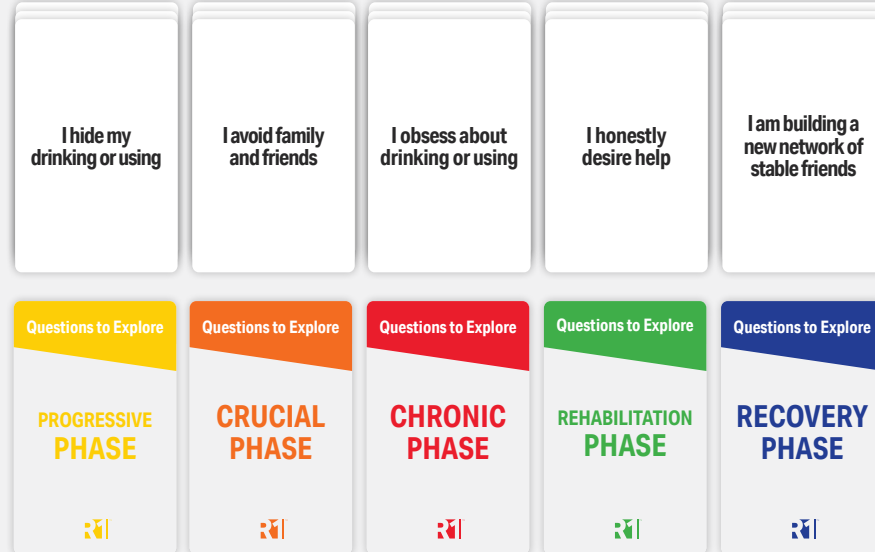 I hide my
drinking or using
I avoid family
and friends
I obsess about
drinking or using
I honestly
desire help
I am building a
new network of
stable friends
Questions to Explore
PROGRESSIVE
PHASE
Questions to Explore
CRUCIAL
PHASE
Questions to Explore
CHRONIC
PHASE
Questions to Explore
REHABILITATION
PHASE
Questions to Explore
RECOVERY
PHASE